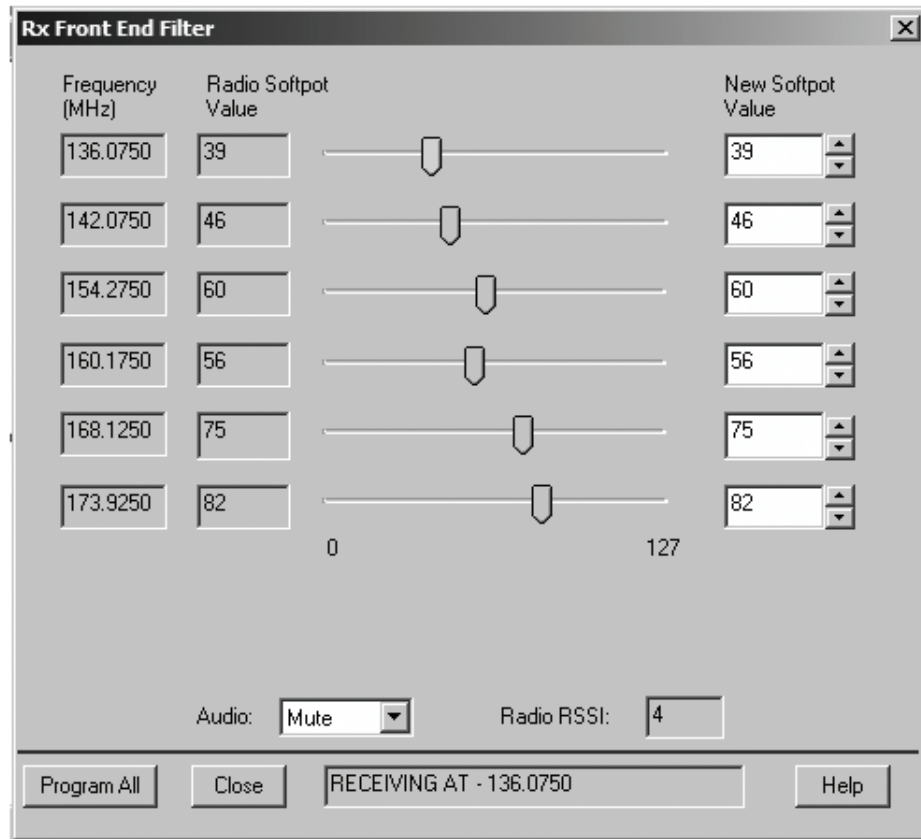 Rx Front End Filter
Frequency (MHz) Radio Softpot Value New Softpot Value
136.0750 39 39
142.0750 46 46
154.2750 60 60
160.1750 56 56
168.1250 75 75
173.9250 82 82
0 127
Audio: Mute Radio RSSI: 4
Program All Close RECEIVING AT - 136.0750 Help